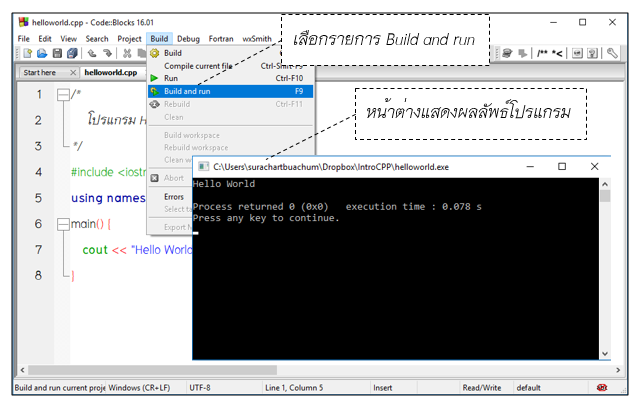 helloworld.cpp - Code::Blocks 16.01
File Edit View Search Project Build Debug Fortran wxSmith
เลือกรายการ Build and run
Start here helloworld.cpp
Build
Compile current file Ctrl-Shift-F9
Run Ctrl-F10
Build and run F9
Rebuild Ctrl-F11
Clean
Build workspace
Rebuild workspace
Clean
Abort
Errors
Export
หน้าต่างแสดงผลลัพธ์โปรแกรม
1 /*
2 โปรแกรม H
3 */
4 #include <iostr
5 using names
6 main() {
7 cout << "Hello World
8 }
C:\Users\surachartbuachum\Dropbox\IntroCPP\helloworld.exe
Hello World
Process returned 0 (0x0) execution time : 0.078 s
Press any key to continue.
Build and run current proje Windows (CR+LF) UTF-8 Line 1, Column 5 Insert Read/Write default